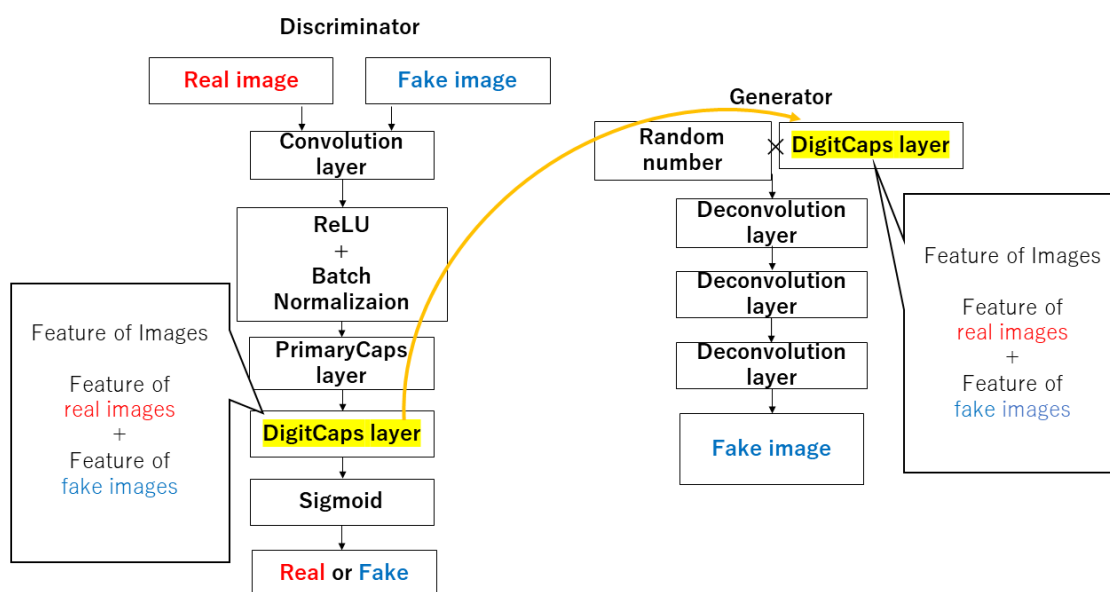 Discriminator
Real image
Fake image
Convolution
layer
ReLU
+
Batch
Normalizaion
PrimaryCaps
layer
DigitCaps layer
Sigmoid
Real or Fake
Feature of Images
Feature of
real images
+
Feature of
fake images
Generator
Random
number
×
DigitCaps layer
Deconvolution
layer
Deconvolution
layer
Deconvolution
layer
Fake image
Feature of Images
Feature of
real images
+
Feature of
fake images